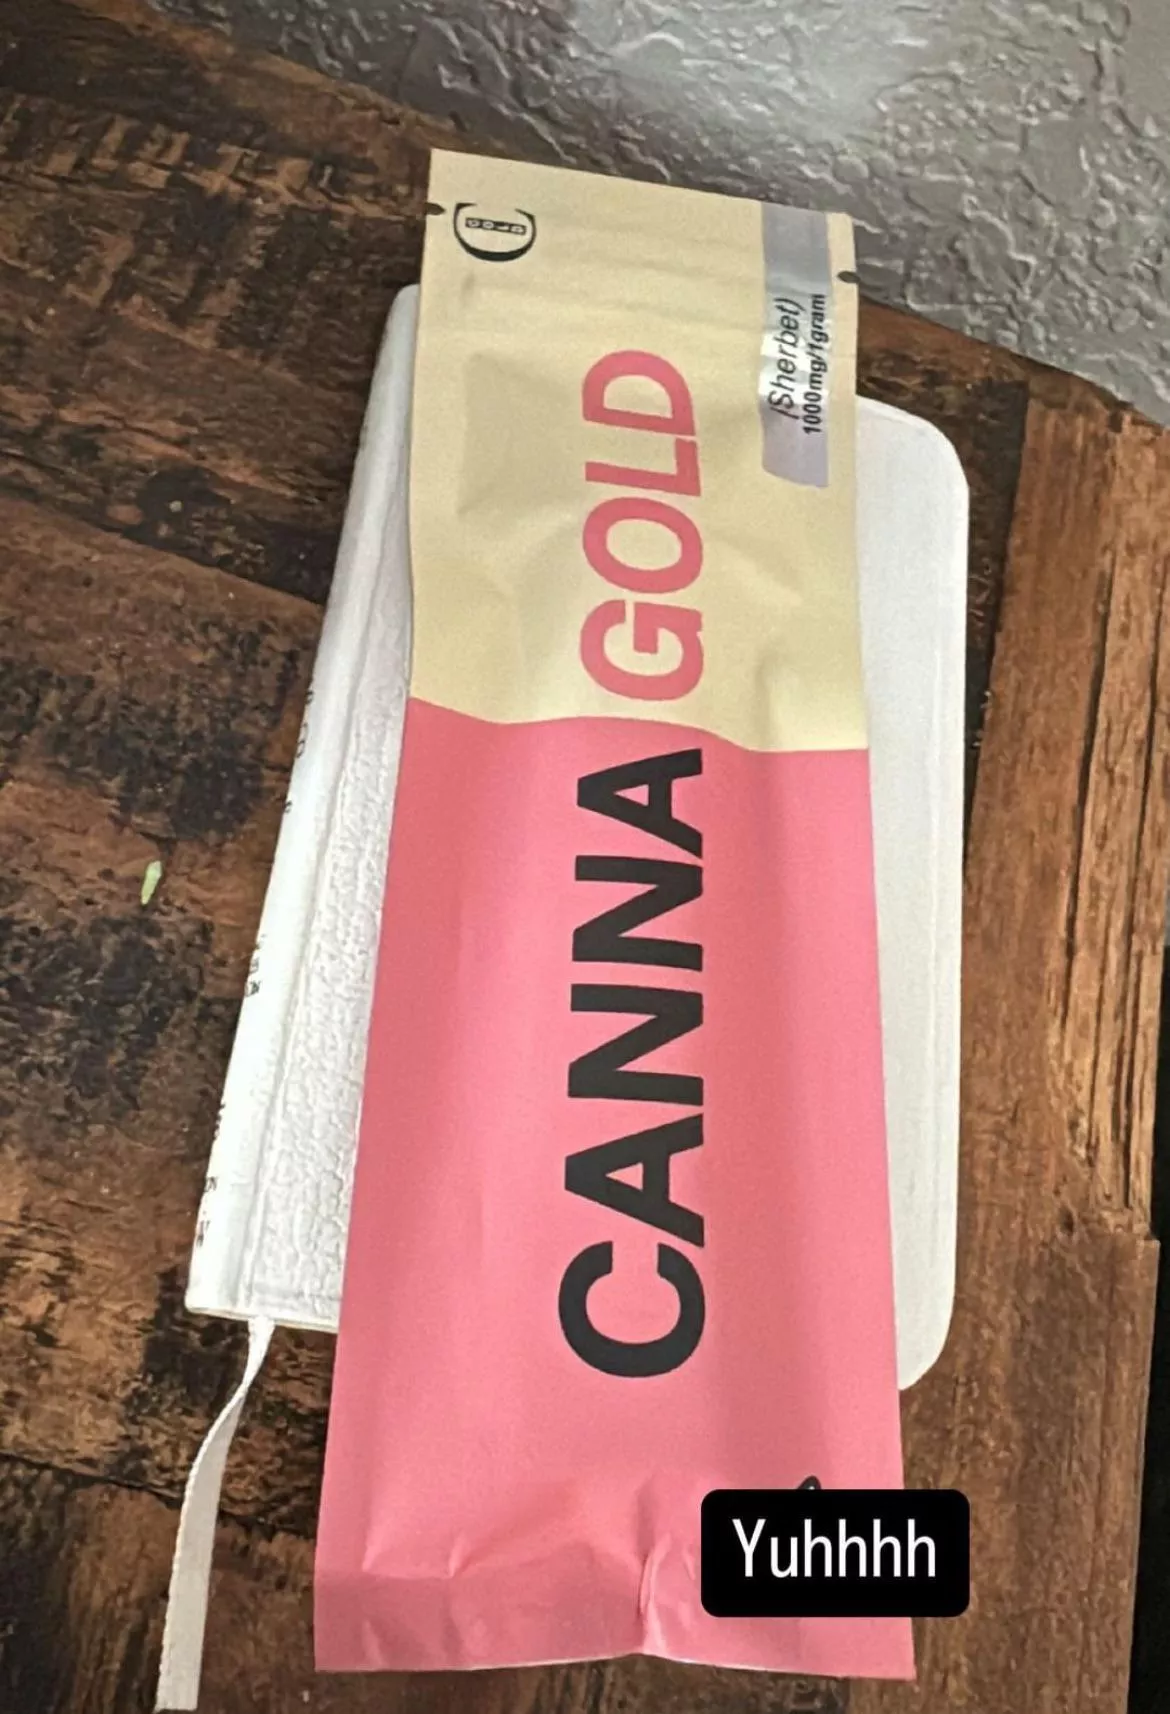 CANNA GOLD
(Sherbet)
1000mg/1gram
Yuhhhh